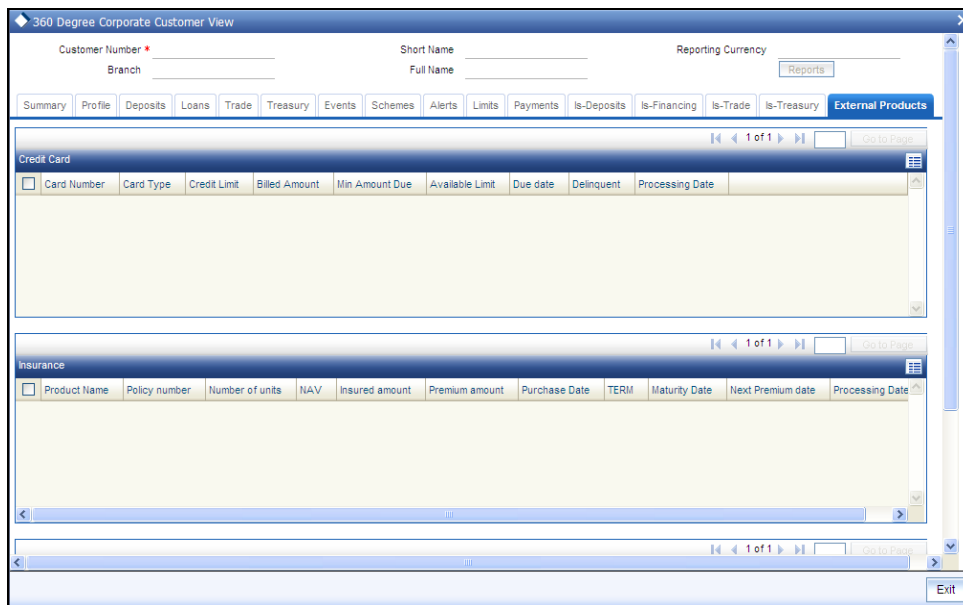 360 Degree Corporate Customer View
Customer Number * Short Name Reporting Currency
Branch Full Name Reports
Summary Profile Deposits Loans Trade Treasury Events Schemes Alerts Limits Payments Is-Deposits Is-Financing Is-Trade Is-Treasury External Products
1 of 1 Go to Page
Credit Card
Card Number Card Type Credit Limit Billed Amount Min Amount Due Available Limit Due date Delinquent Processing Date
1 of 1 Go to Page
Insurance
Product Name Policy number Number of units NAV Insured amount Premium amount Purchase Date TERM Maturity Date Next Premium date Processing Date
1 of 1 Go to Page
Exit